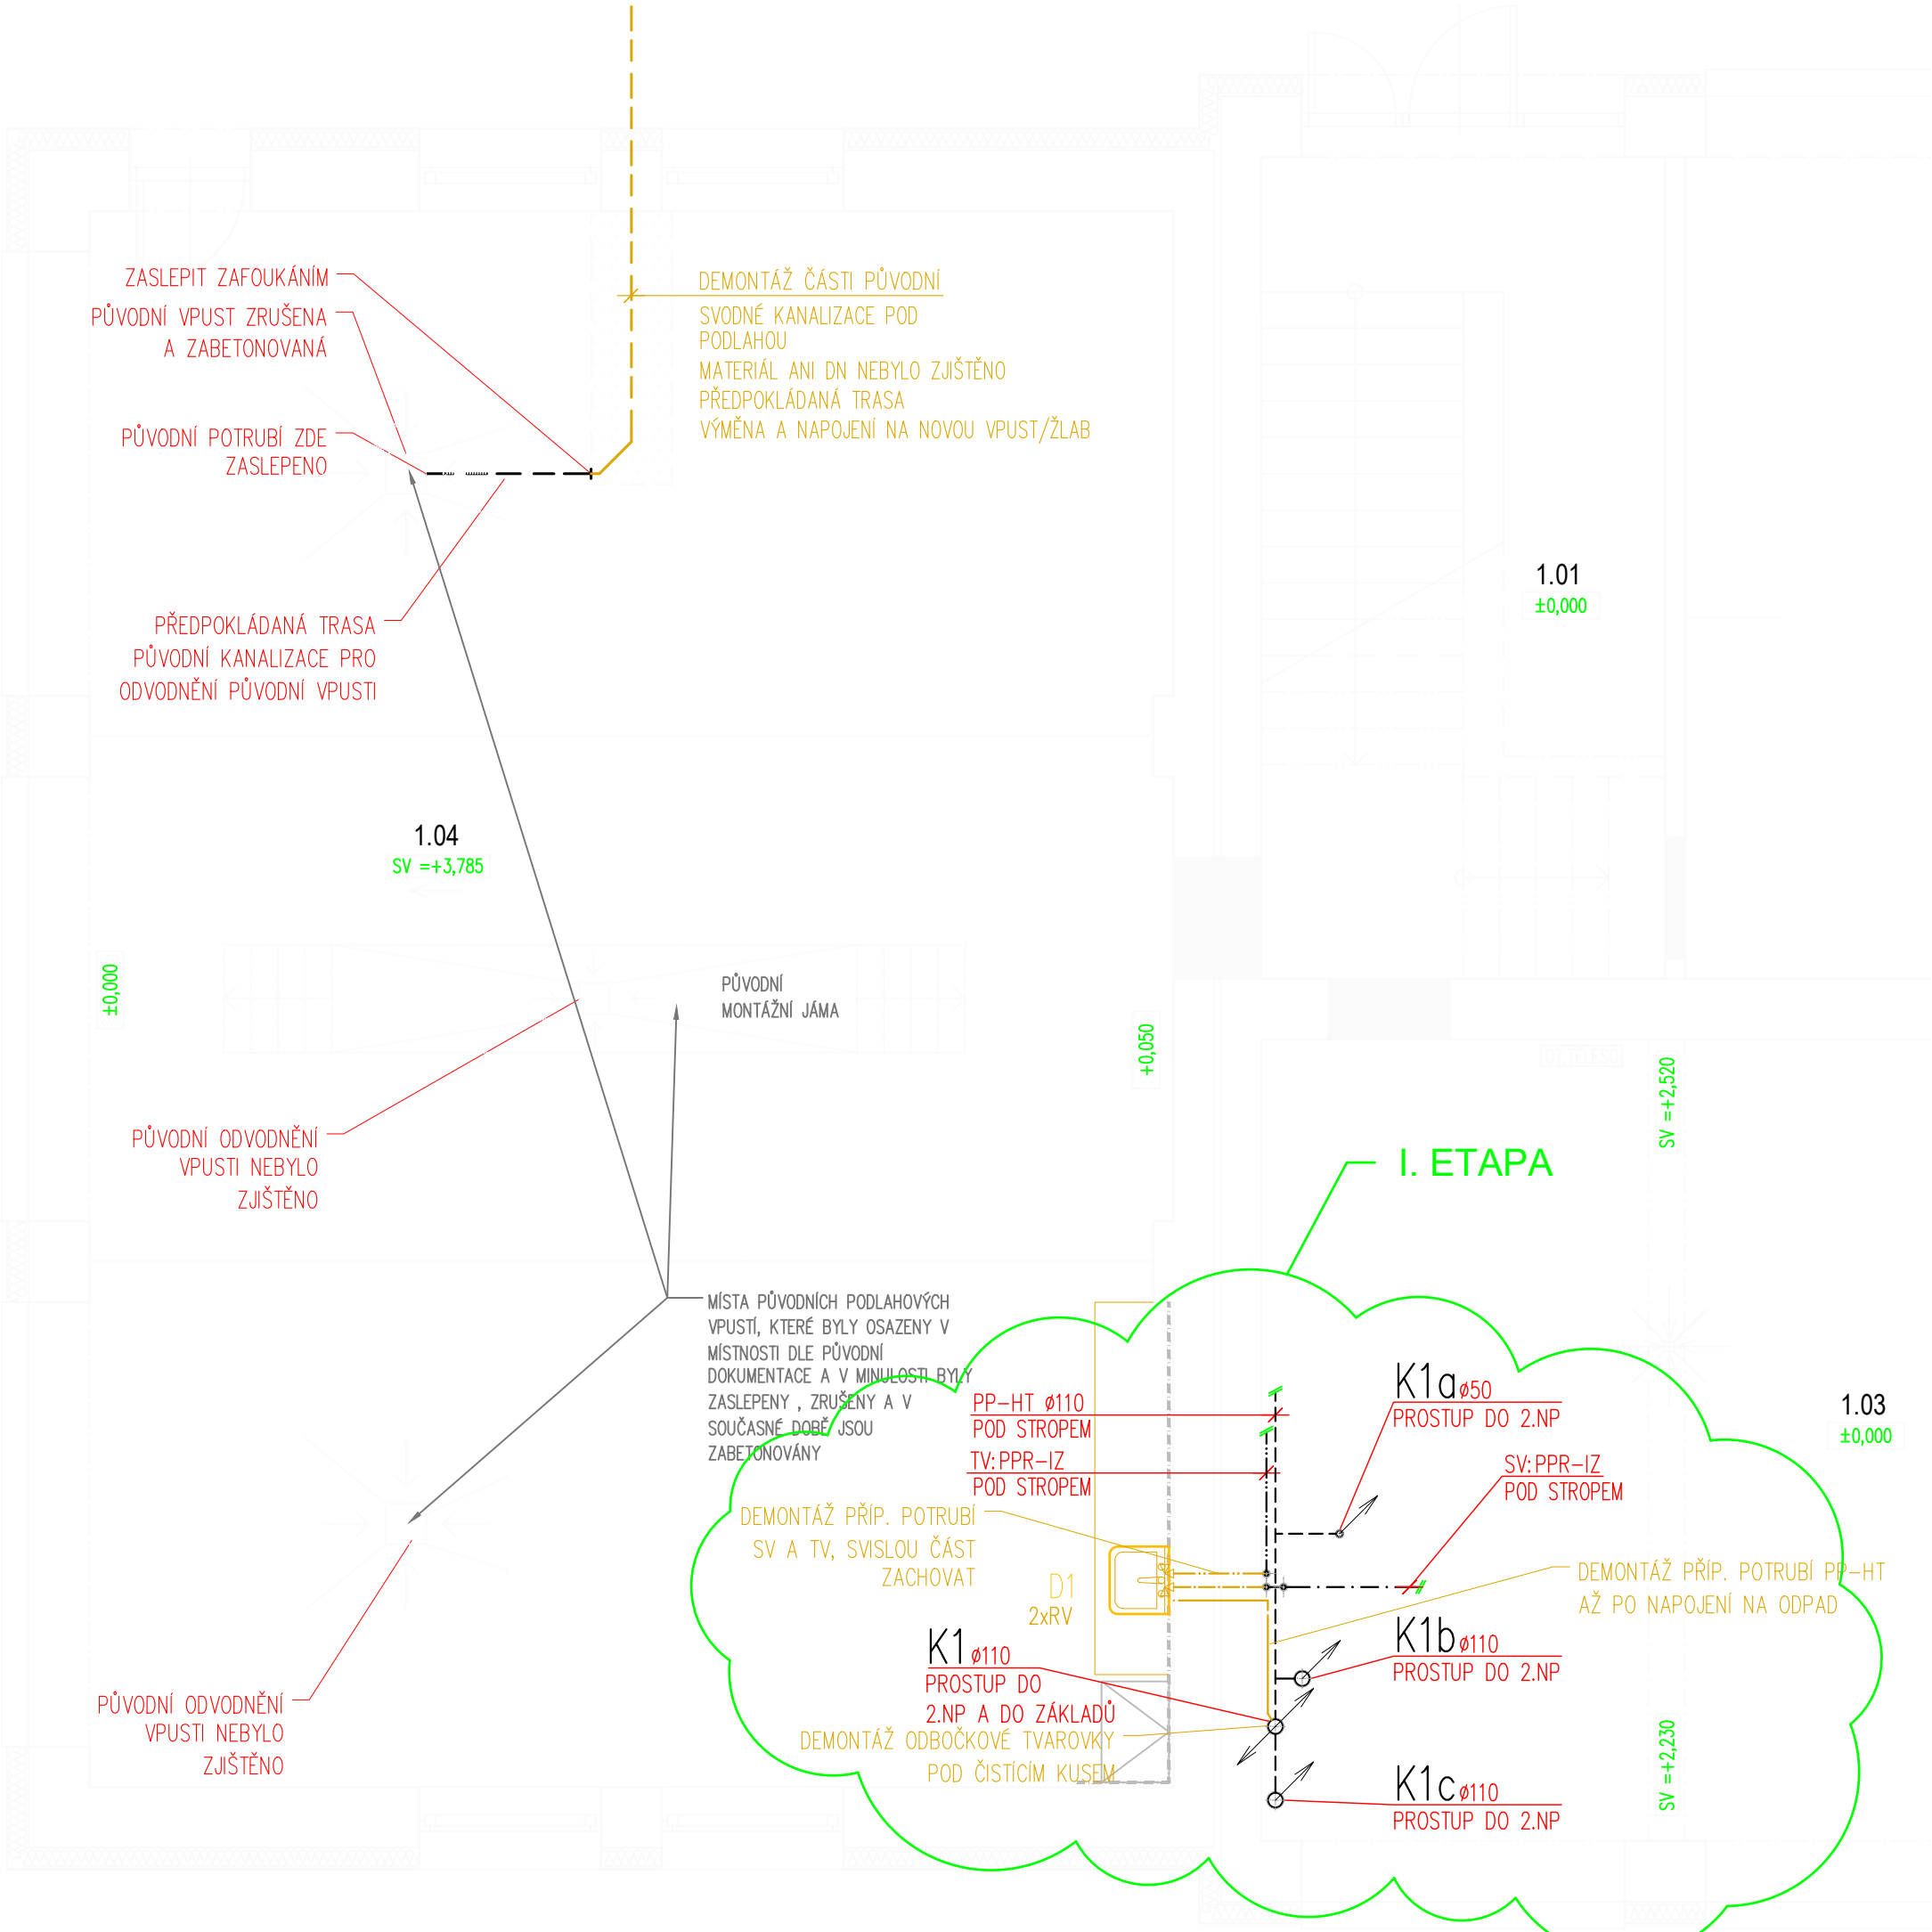 ZASLEPIT ZAFOUKÁNÍM
PŮVODNÍ VPUST ZRUŠENA
A ZABETONOVANÁ
PŮVODNÍ POTRUBÍ ZDE
ZASLEPENO
DEMONTÁŽ ČÁSTI PŮVODNÍ
SVODNÉ KANALIZACE POD
PODLAHOU
MATERIÁL ANI DN NEBYLO ZJIŠTĚNO
PŘEDPOKLÁDANÁ TRASA
VÝMĚNA A NAPOJENÍ NA NOVOU VPUST/ŽLAB
PŘEDPOKLÁDANÁ TRASA
PŮVODNÍ KANALIZACE PRO
ODVODNĚNÍ PŮVODNÍ VPUSTI
1.01
±0,000
1.04
SV =+3,785
±0,000
PŮVODNÍ
MONTÁŽNÍ JÁMA
+0,050
SV =+2,520
PŮVODNÍ ODVODNĚNÍ
VPUSTI NEBYLO
ZJIŠTĚNO
I. ETAPA
MÍSTA PŮVODNÍCH PODLAHOVÝCH
VPUSTÍ, KTERÉ BYLY OSAZENY V
MÍSTNOSTI DLE PŮVODNÍ
DOKUMENTACE A V MINULOSTI BYLY
ZASLEPENY , ZRUŠENY A V
SOUČASNÉ DOBĚ JSOU
ZABETONOVÁNY
PP-HT ø110
POD STROPEM
TV: PPR-IZ
POD STROPEM
K1a ø50
PROSTUP DO 2.NP
SV: PPR-IZ
POD STROPEM
1.03
±0,000
DEMONTÁŽ PŘÍP. POTRUBÍ
SV A TV, SVISLOU ČÁST
ZACHOVAT
D1
2xRV
DEMONTÁŽ PŘÍP. POTRUBÍ PP-HT
AŽ PO NAPOJENÍ NA ODPAD
K1 ø110
PROSTUP DO
2.NP A DO ZÁKLADŮ
K1b ø110
PROSTUP DO 2.NP
DEMONTÁŽ ODBOČKOVÉ TVAROVKY
POD ČISTÍCÍM KUSEM
K1c ø110
PROSTUP DO 2.NP
SV =+2,230
PŮVODNÍ ODVODNĚNÍ
VPUSTI NEBYLO
ZJIŠTĚNO